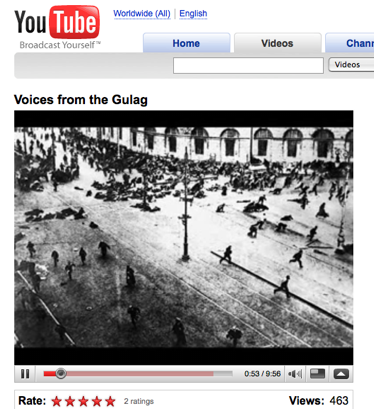 YouTube
Worldwide (All) | English
Broadcast Yourself™
Home
Videos
Chann
Videos
Voices from the Gulag
0:53 / 9:56
Rate:
2 ratings
Views: 463